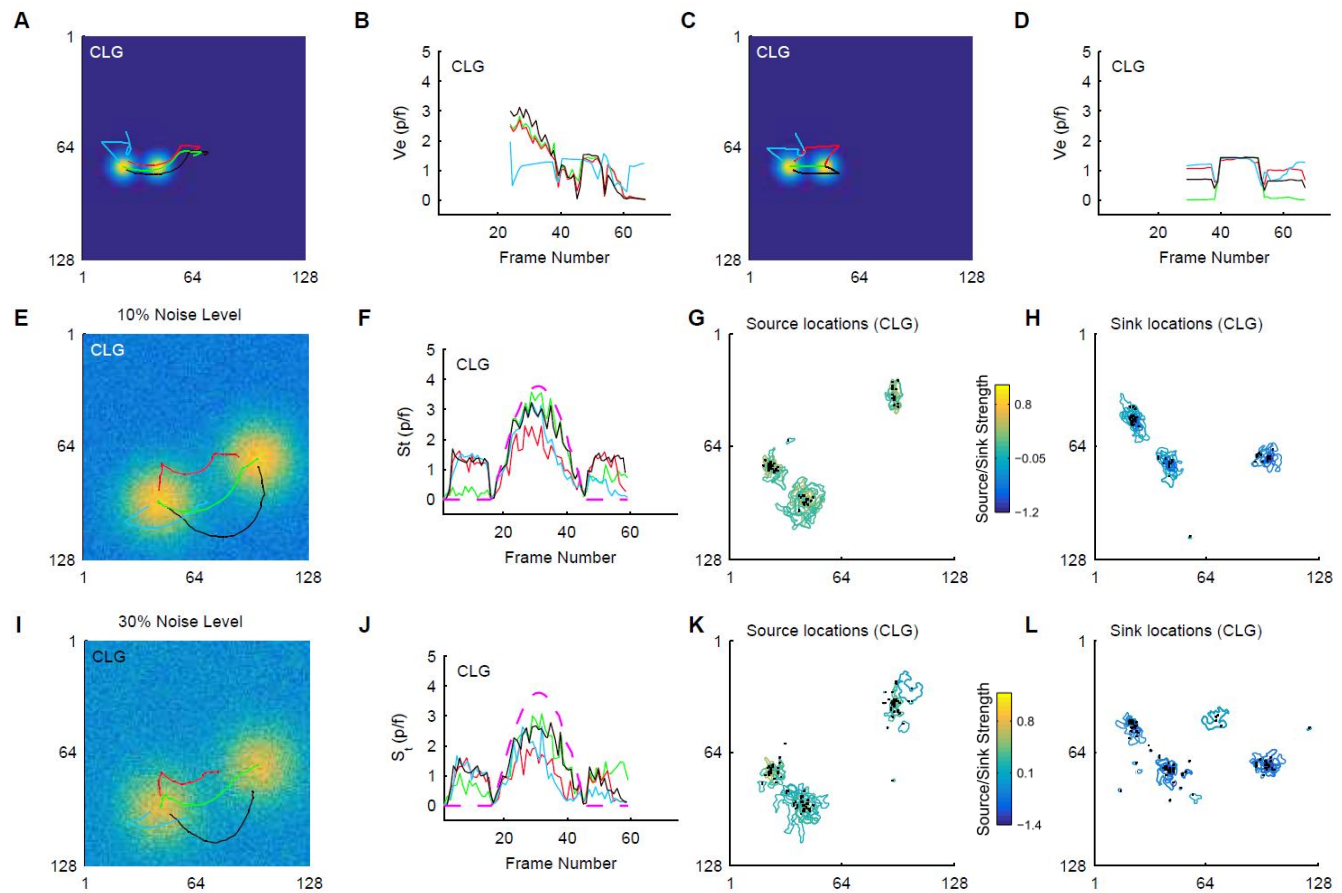 A
B
C
D
1
CLG
64
128
1
64
128
5
4
3
2
1
0
Ve (p/f)
CLG
20
40
60
Frame Number
1
CLG
64
128
1
64
128
5
4
3
2
1
0
Ve (p/f)
CLG
20
40
60
Frame Number
E
10% Noise Level
F
G
Source locations (CLG)
H
Sink locations (CLG)
1
CLG
64
128
1
64
128
5
4
3
2
1
0
St (p/f)
CLG
20
40
60
Frame Number
1
64
128
1
64
128
Source/Sink Strength
0.8
−0.05
−1.2
1
64
128
1
64
128
I
30% Noise Level
J
K
Source locations (CLG)
L
Sink locations (CLG)
1
CLG
64
128
1
64
128
5
4
3
2
1
0
St (p/f)
CLG
20
40
60
Frame Number
1
64
128
1
64
128
Source/Sink Strength
0.8
0.1
−1.4
1
64
128
1
64
128